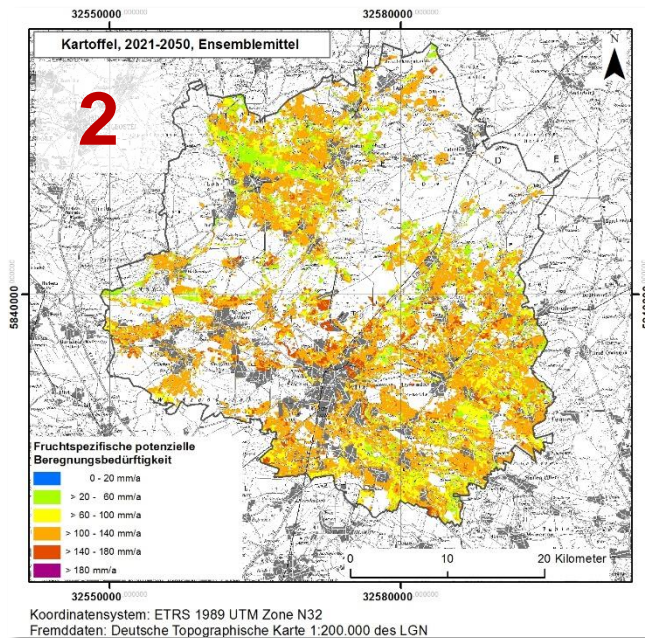 32550000
32580000
Kartoffel, 2021-2050, Ensemblemittel
N
2
5840000
Fruchtspezifische potenzielle
Beregnungsbedürftigkeit
0 - 20 mm/a
> 20 - 60 mm/a
> 60 - 100 mm/a
> 100 - 140 mm/a
> 140 - 180 mm/a
> 180 mm/a
0 10 20 Kilometer
32550000
32580000
Koordinatensystem: ETRS 1989 UTM Zone N32
Fremddaten: Deutsche Topographische Karte 1:200.000 des LGN